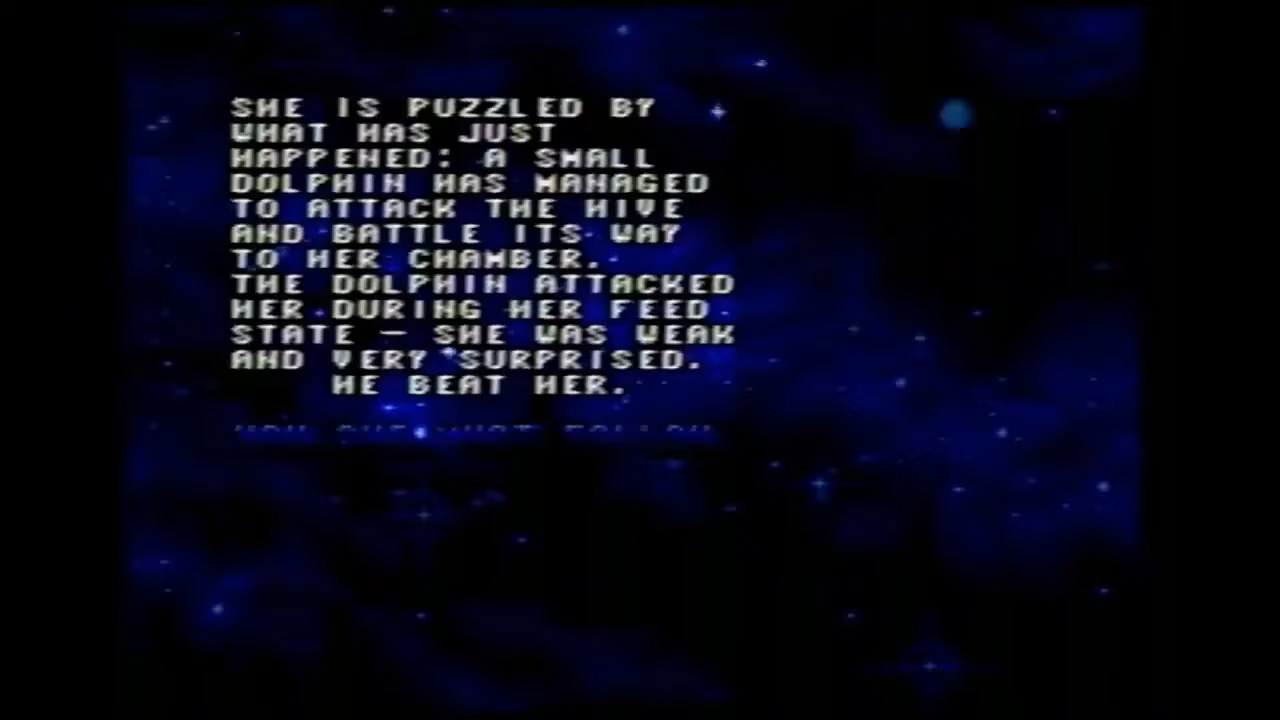 SHE IS PUZZLED BY
WHAT HAS JUST
HAPPENED: A SMALL
DOLPHIN HAS MANAGED
TO ATTACK THE HIVE
AND BATTLE ITS WAY
TO HER CHAMBER.
THE DOLPHIN ATTACKED
HER DURING HER FEED
STATE — SHE WAS WEAK
AND VERY SURPRISED.
HE BEAT HER.